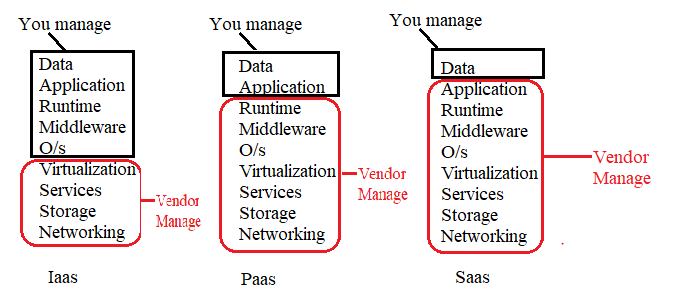 You manage
Data
Application
Runtime
Middleware
O/s
Virtualization
Services
Storage
Networking
Vendor
Manage
Iaas
You manage
Data
Application
Runtime
Middleware
O/s
Virtualization
Services
Storage
Networking
Vendor
Manage
Paas
You manage
Data
Application
Runtime
Middleware
O/s
Virtualization
Services
Storage
Networking
Vendor
Manage
Saas